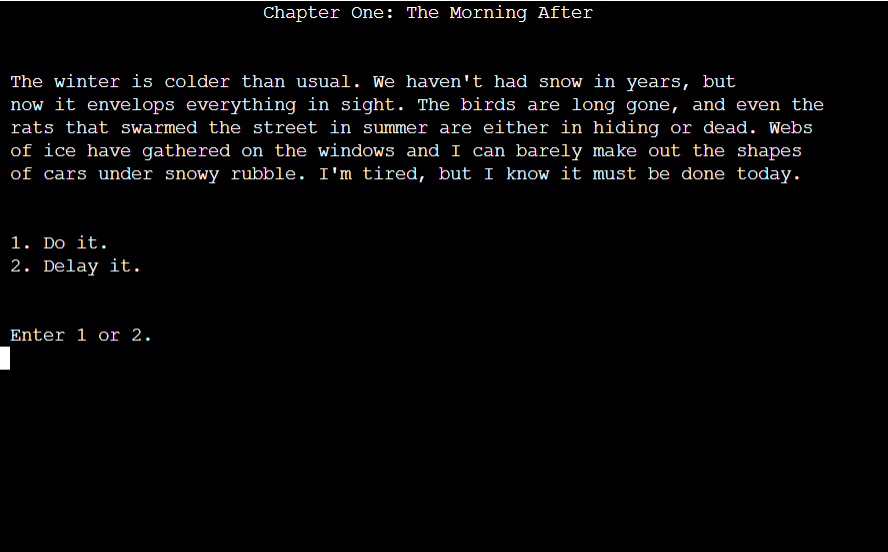 Chapter One: The Morning After
The winter is colder than usual. We haven't had snow in years, but
now it envelops everything in sight. The birds are long gone, and even the
rats that swarmed the street in summer are either in hiding or dead. Webs
of ice have gathered on the windows and I can barely make out the shapes
of cars under snowy rubble. I'm tired, but I know it must be done today.
1. Do it.
2. Delay it.
Enter 1 or 2.